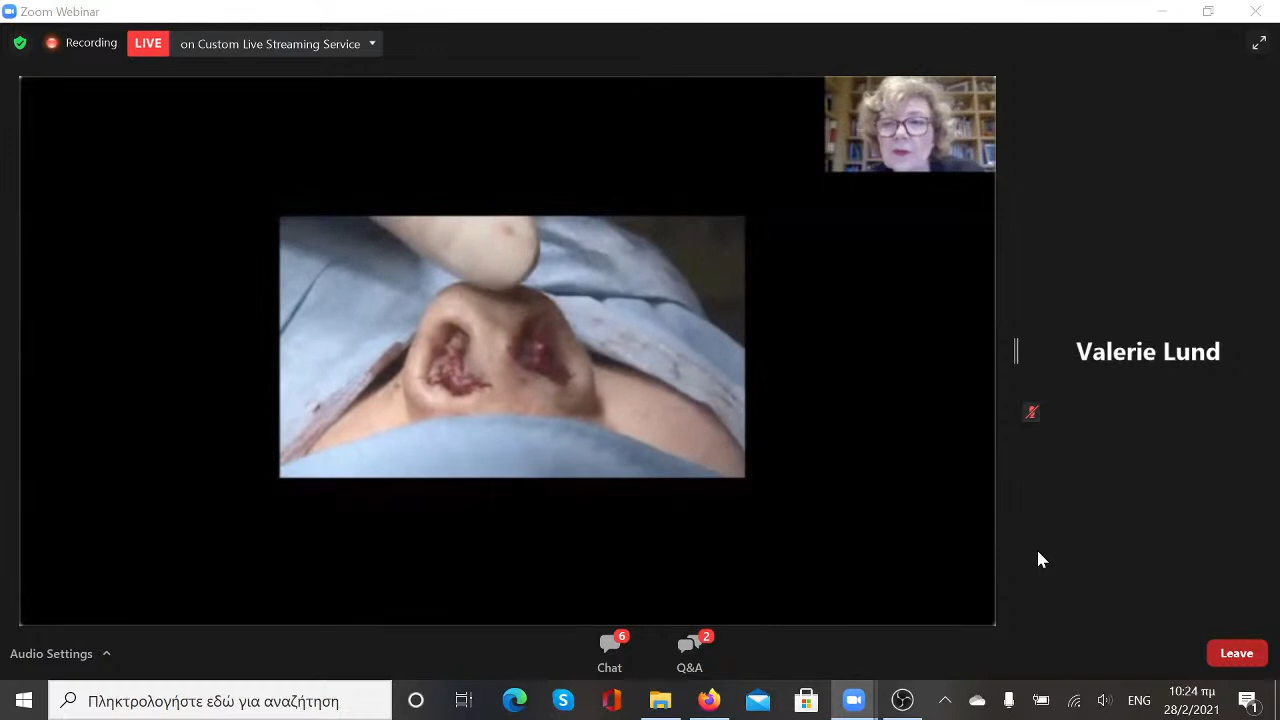 Zoom Webinar
Recording
LIVE
on Custom Live Streaming Service
Valerie Lund
Audio Settings
6
Chat
2
Q&A
Leave
Πληκτρολογήστε εδώ για αναζήτηση
ENG
10:24 πμ
28/2/2021
1